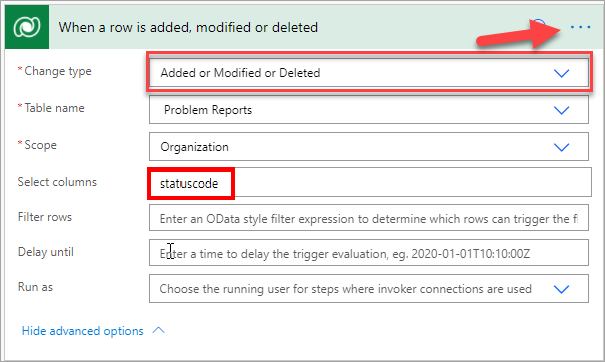 When a row is added, modified or deleted
* Change type
Added or Modified or Deleted
* Table name
Problem Reports
* Scope
Organization
Select columns
statuscode
Filter rows
Enter an OData style filter expression to determine which rows can trigger the f
Delay until
Enter a time to delay the trigger evaluation, eg. 2020-01-01T10:10:00Z
Run as
Choose the running user for steps where invoker connections are used
Hide advanced options